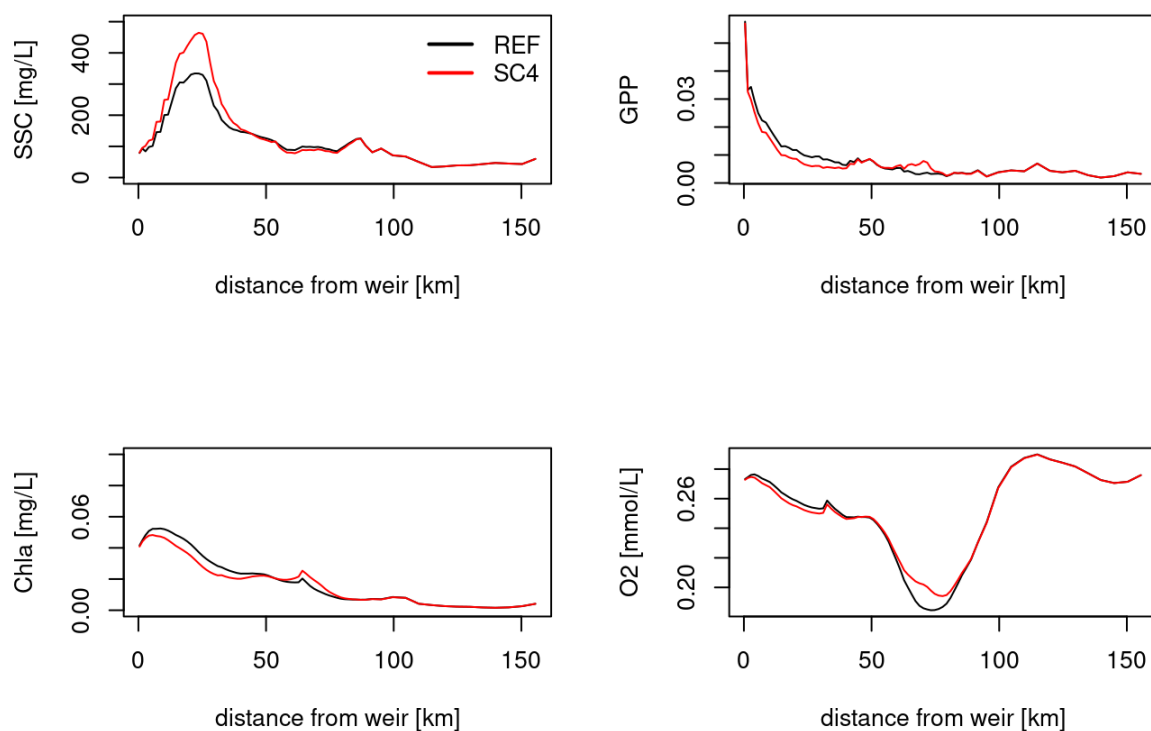 SSC [mg/L]
0 200 400
REF
SC4
0 50 100 150
distance from weir [km]
GPP
0.00 0.03
0 50 100 150
distance from weir [km]
Chla [mg/L]
0.00 0.06
0 50 100 150
distance from weir [km]
O2 [mmol/L]
0.20 0.26
0 50 100 150
distance from weir [km]